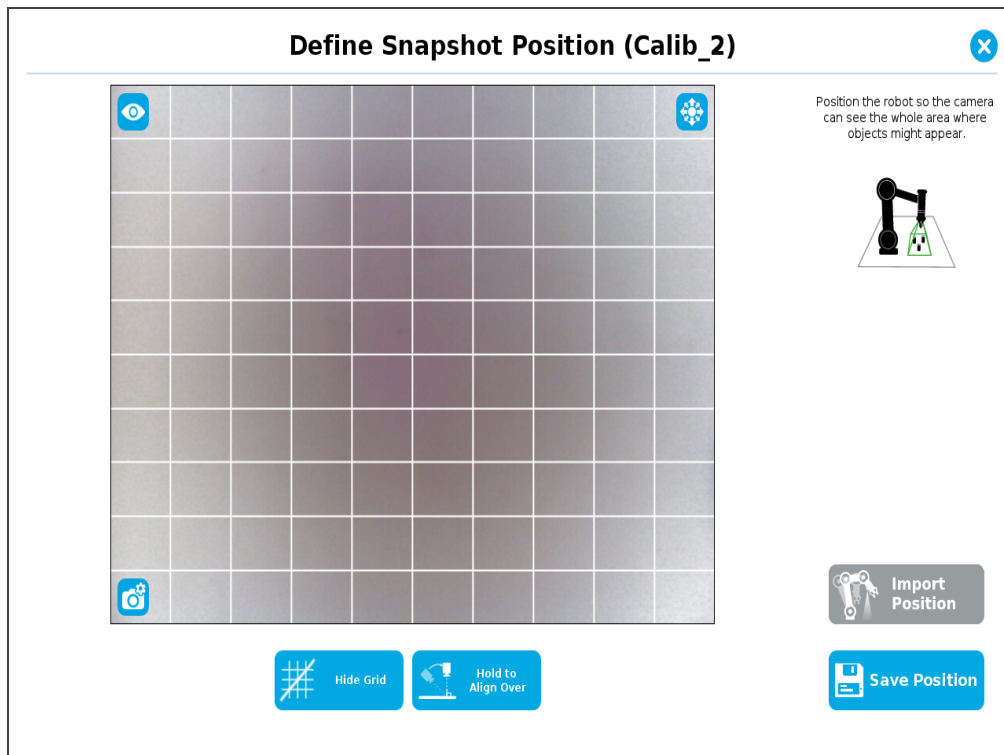 Define Snapshot Position (Calib_2)
Position the robot so the camera
can see the whole area where
objects might appear.
Import
Position
Hide Grid
Hold to
Align Over
Save Position